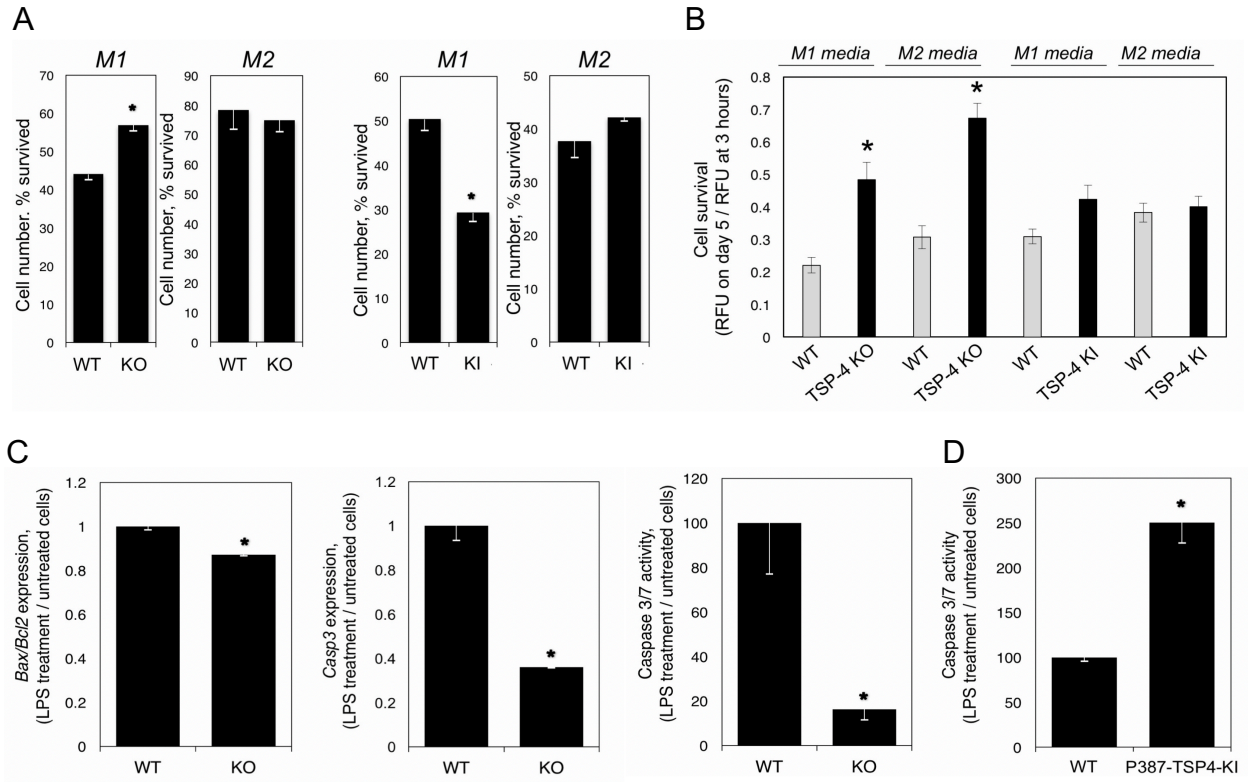 A
M1
M2
M1
M2
Cell number. % survived
70
60
50
40
30
20
10
0
WT KO
Cell number, % survived
90
80
70
60
50
40
30
20
10
0
WT KO
Cell number, % survived
60
50
40
30
20
10
0
WT KI
Cell number, % survived
50
40
30
20
10
0
WT KI
*
*
B
M1 media M2 media M1 media M2 media
Cell survival
(RFU on day 5 / RFU at 3 hours)
0.8
0.7
0.6
0.5
0.4
0.3
0.2
0.1
0
*
*
WT
TSP-4 KO
WT
TSP-4 KO
WT
TSP-4 KI
WT
TSP-4 KI
C
Bax/Bcl2 expression,
(LPS treatment / untreated cells)
1.2
1
0.8
0.6
0.4
0.2
0
*
WT KO
Casp3 expression,
(LPS treatment / untreated cells)
1.2
1
0.8
0.6
0.4
0.2
0
*
WT KO
Caspase 3/7 activity,
(LPS treatment / untreated cells)
120
100
80
60
40
20
0
*
WT KO
D
Caspase 3/7 activity
(LPS treatment / untreated cells)
300
250
200
150
100
50
0
*
WT P387-TSP4-KI